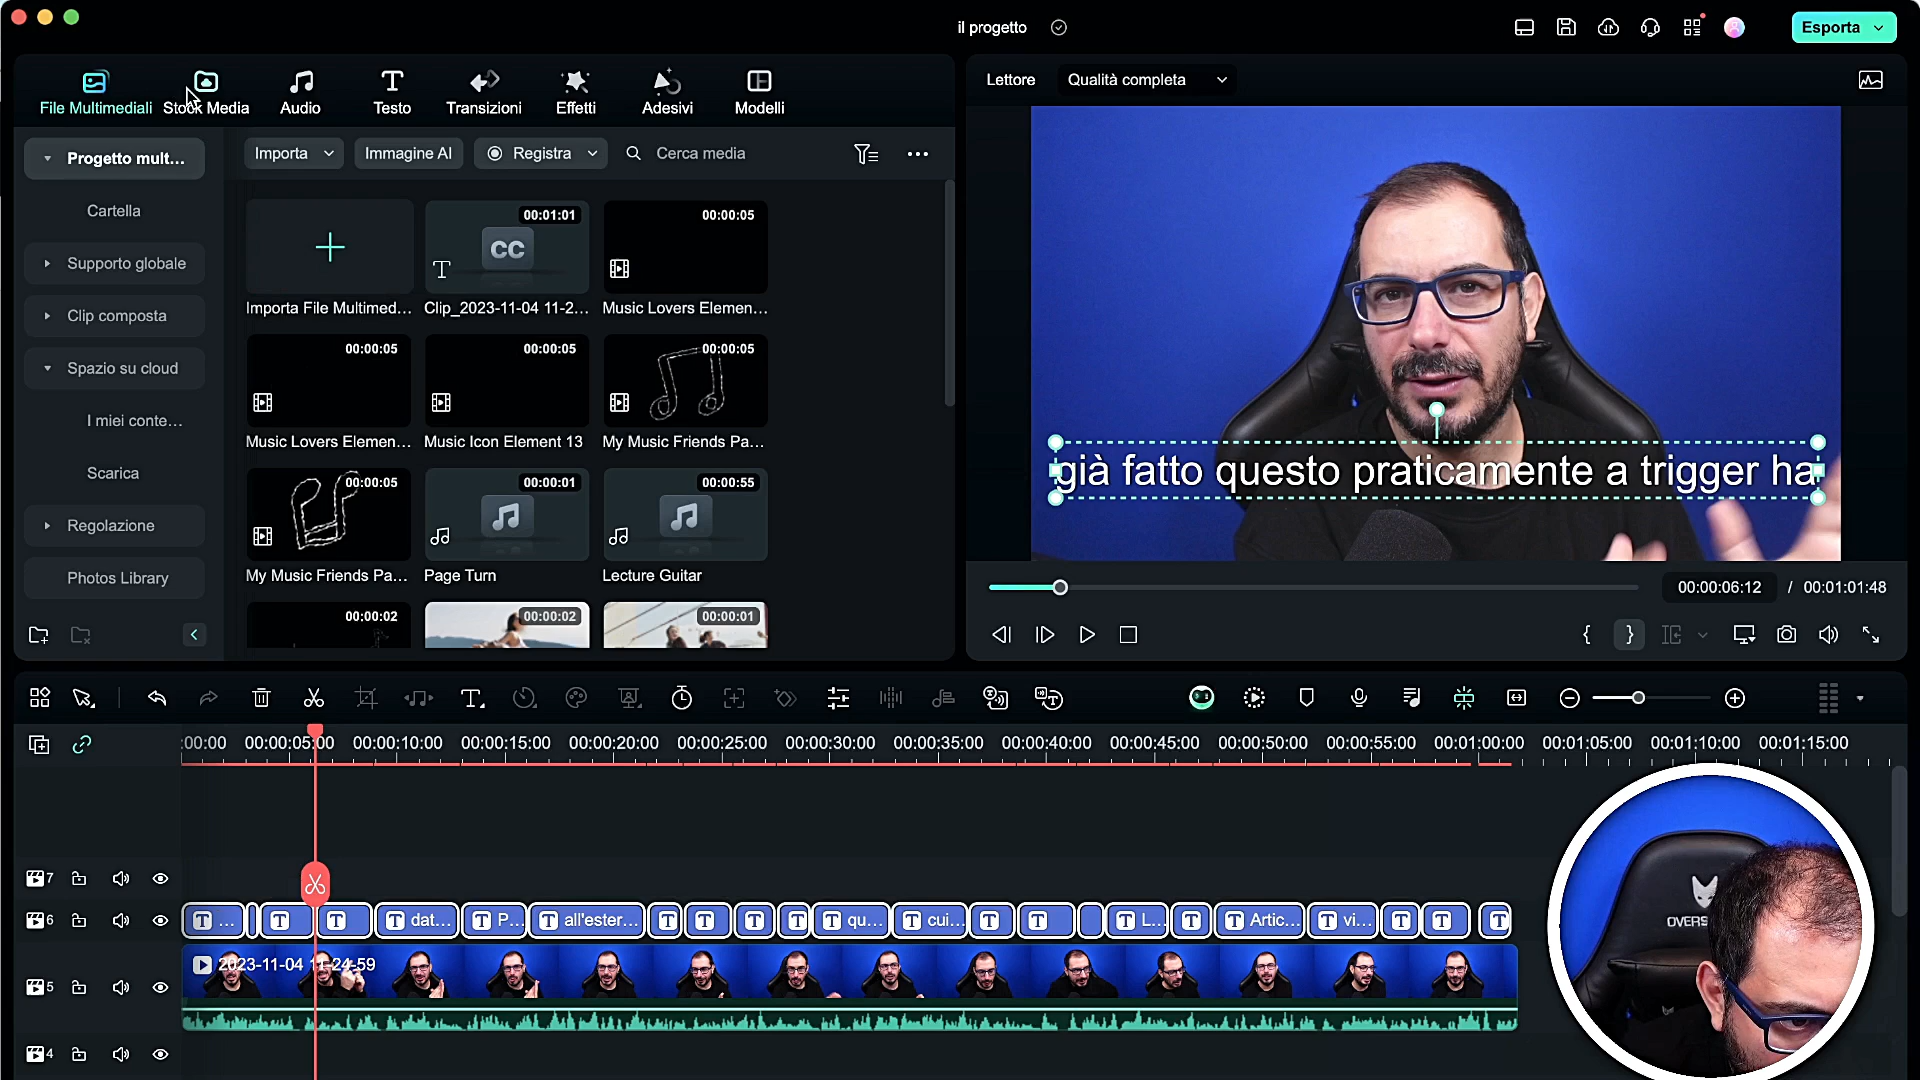 il progetto
Esporta
File Multimediali
Stock Media
Audio
Testo
Transizioni
Effetti
Adesivi
Modelli
Lettore
Qualità completa
Progetto mult...
Cartella
Supporto globale
Clip composta
Spazio su cloud
I miei conte...
Scarica
Regolazione
Photos Library
Importa
Immagine AI
Registra
Cerca media
Importa File Multimed...
00:01:01
CC
Clip_2023-11-04 11-2...
00:00:05
Music Lovers Elemen...
00:00:05
Music Lovers Elemen...
00:00:05
Music Icon Element 13
00:00:05
My Music Friends Pa...
00:00:05
My Music Friends Pa...
00:00:01
Page Turn
00:00:55
Lecture Guitar
00:00:02
00:00:02
00:00:01
già fatto questo praticamente a trigger ha
00:00:06:12 / 00:01:01:48
:00:00 00:00:05:00 00:00:10:00 00:00:15:00 00:00:20:00 00:00:25:00 00:00:30:00 00:00:35:00 00:00:40:00 00:00:45:00 00:00:50:00 00:00:55:00 00:01:00:00 00:01:05:00 00:01:10:00 00:01:15:00
7
6
T ... T T T dat... T P... T all'ester... T T T T T qu... T cui... T T T L... T T Artic... T vi... T T T
5
2023-11-04 11-24-59
4